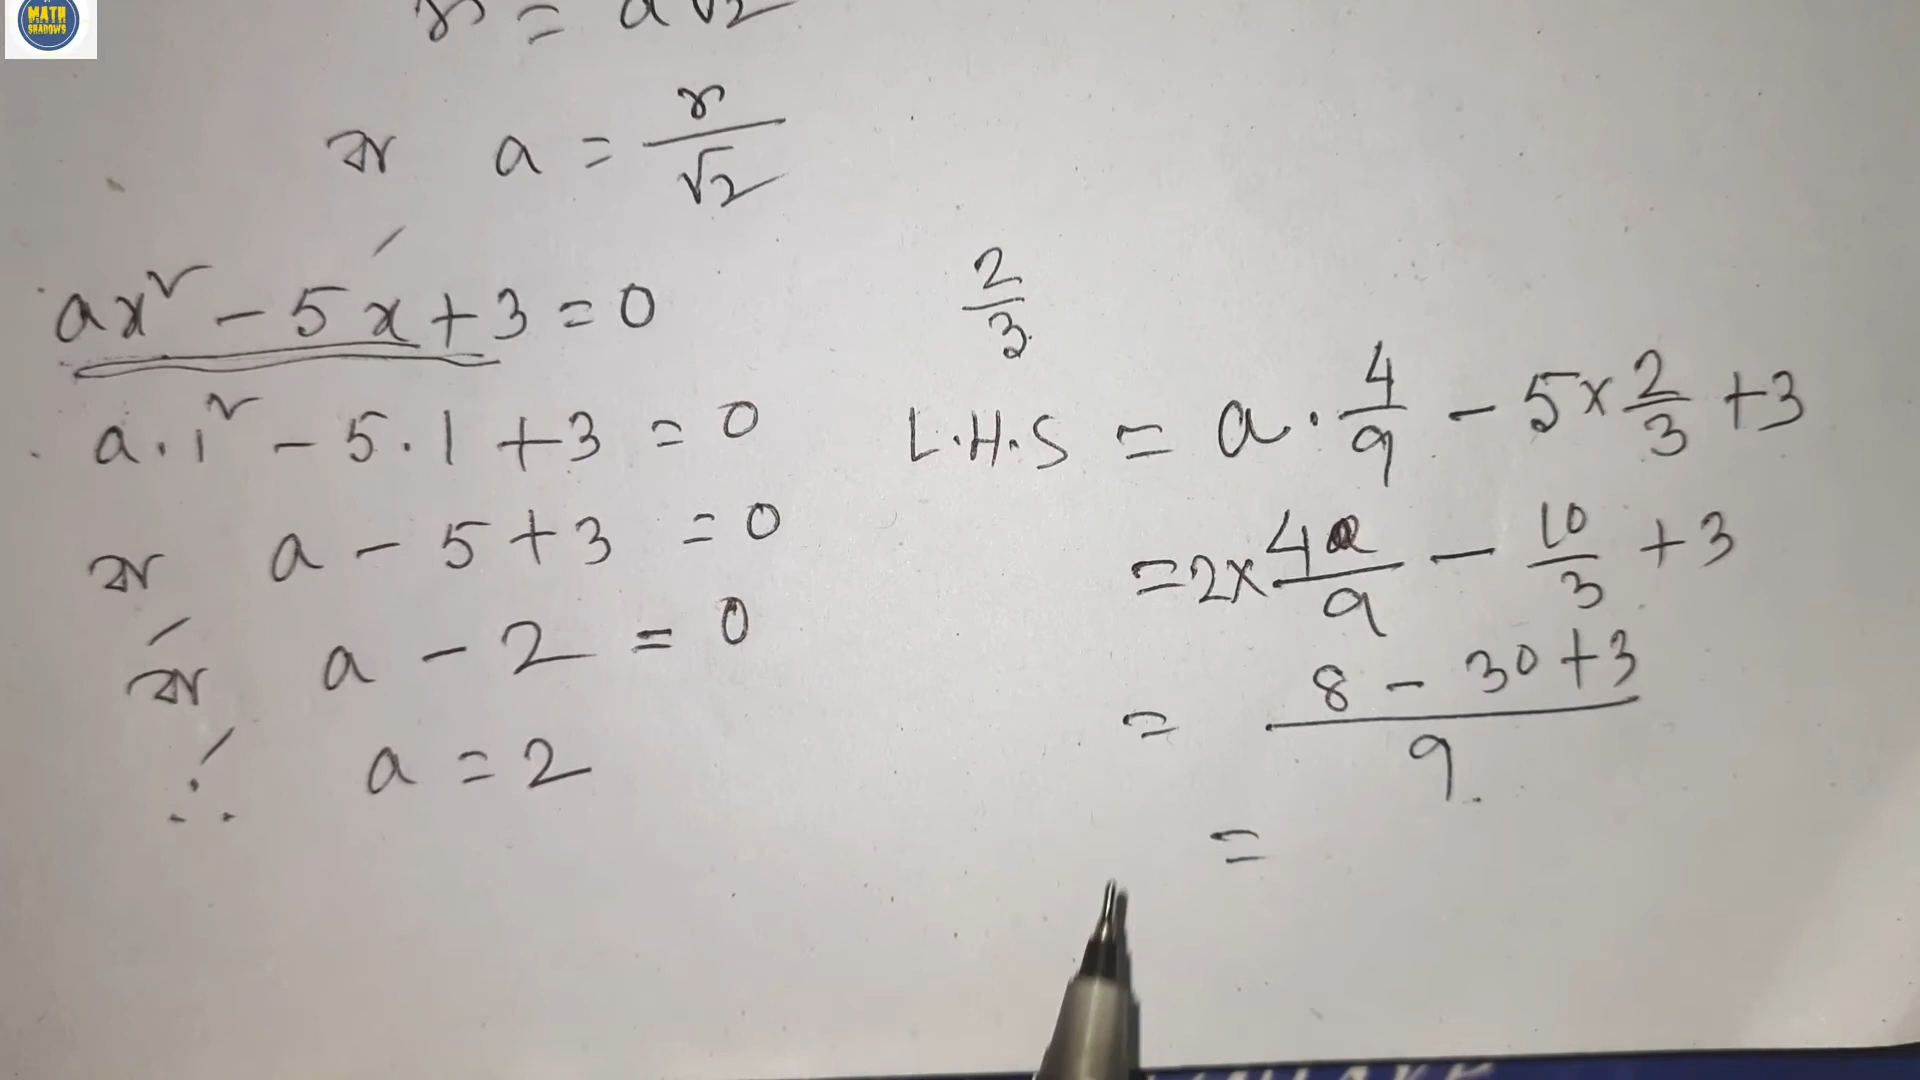 MATH
SHADOWS
r = a√2
বা a = r/√2
ax² - 5x + 3 = 0
a.1² - 5.1 + 3 = 0
বা a - 5 + 3 = 0
বা a - 2 = 0
∴ a = 2
2/3
L.H.S = a · 4/9 - 5 × 2/3 + 3
= 2 × 4a/9 - 10/3 + 3
= (8 - 30 + 3)/9
=